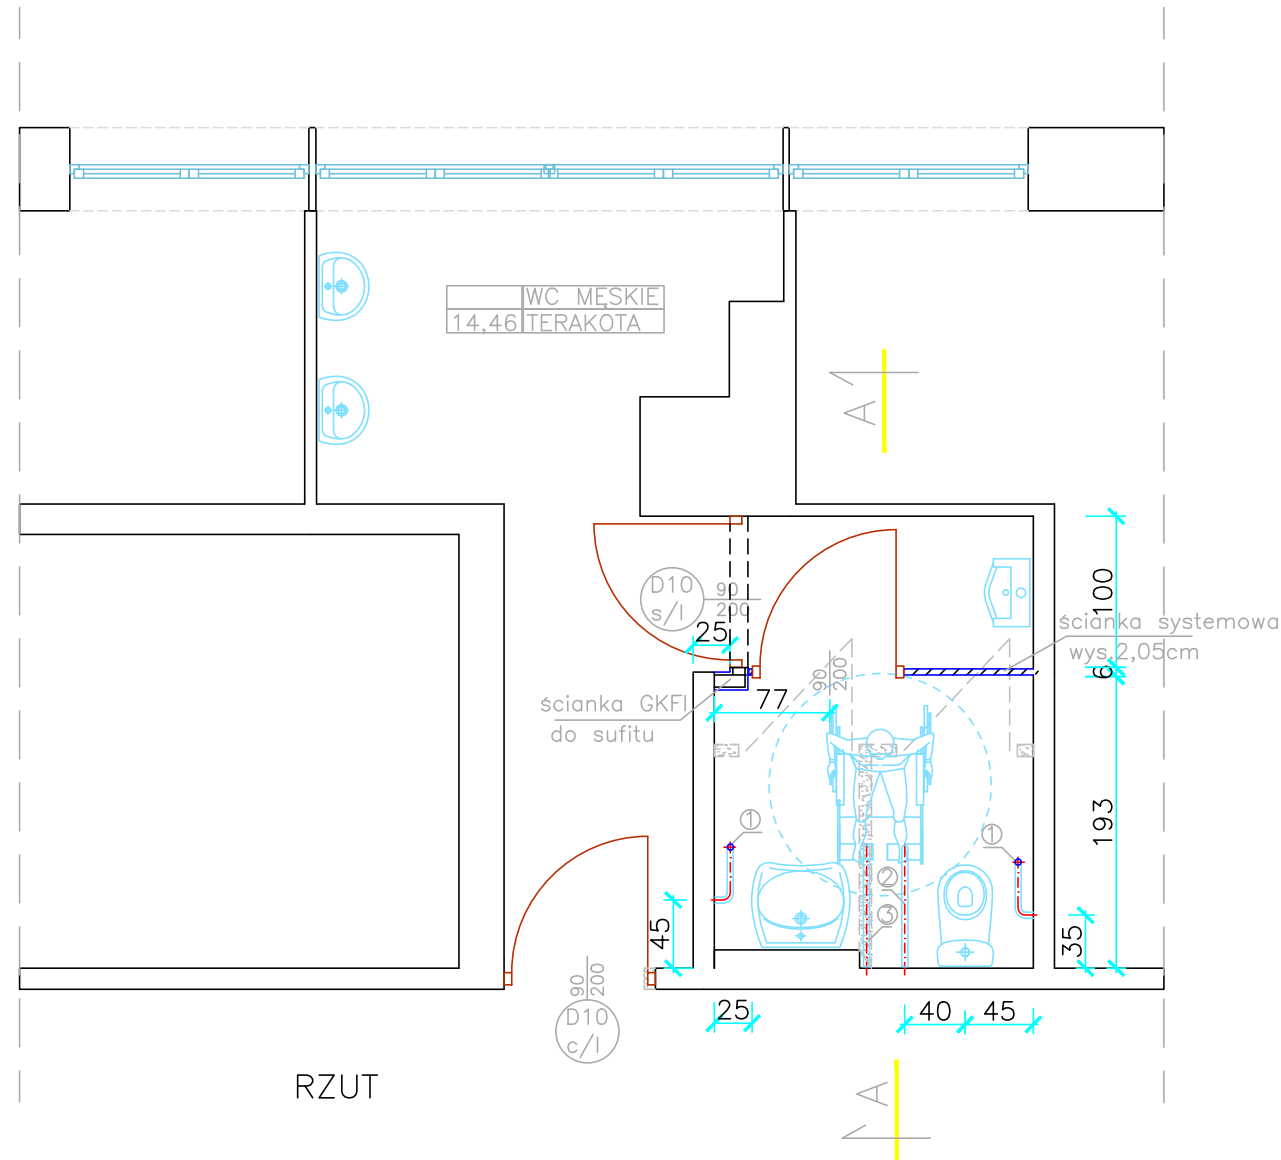 WC MĘSKIE
14,46 TERAKOTA
A
D10
s/l
90
200
25
100
ścianka systemowa
wys.2,05cm
6
ścianka GKFI
do sufitu
77
90
200
193
1
1
2
3
45
35
90
200
D10
c/l
25
40
45
RZUT
A